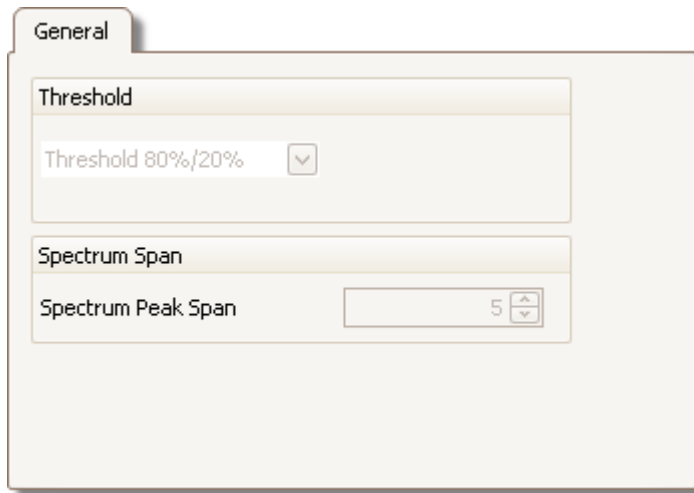 General
Threshold
Threshold 80%/20%
Spectrum Span
Spectrum Peak Span 5